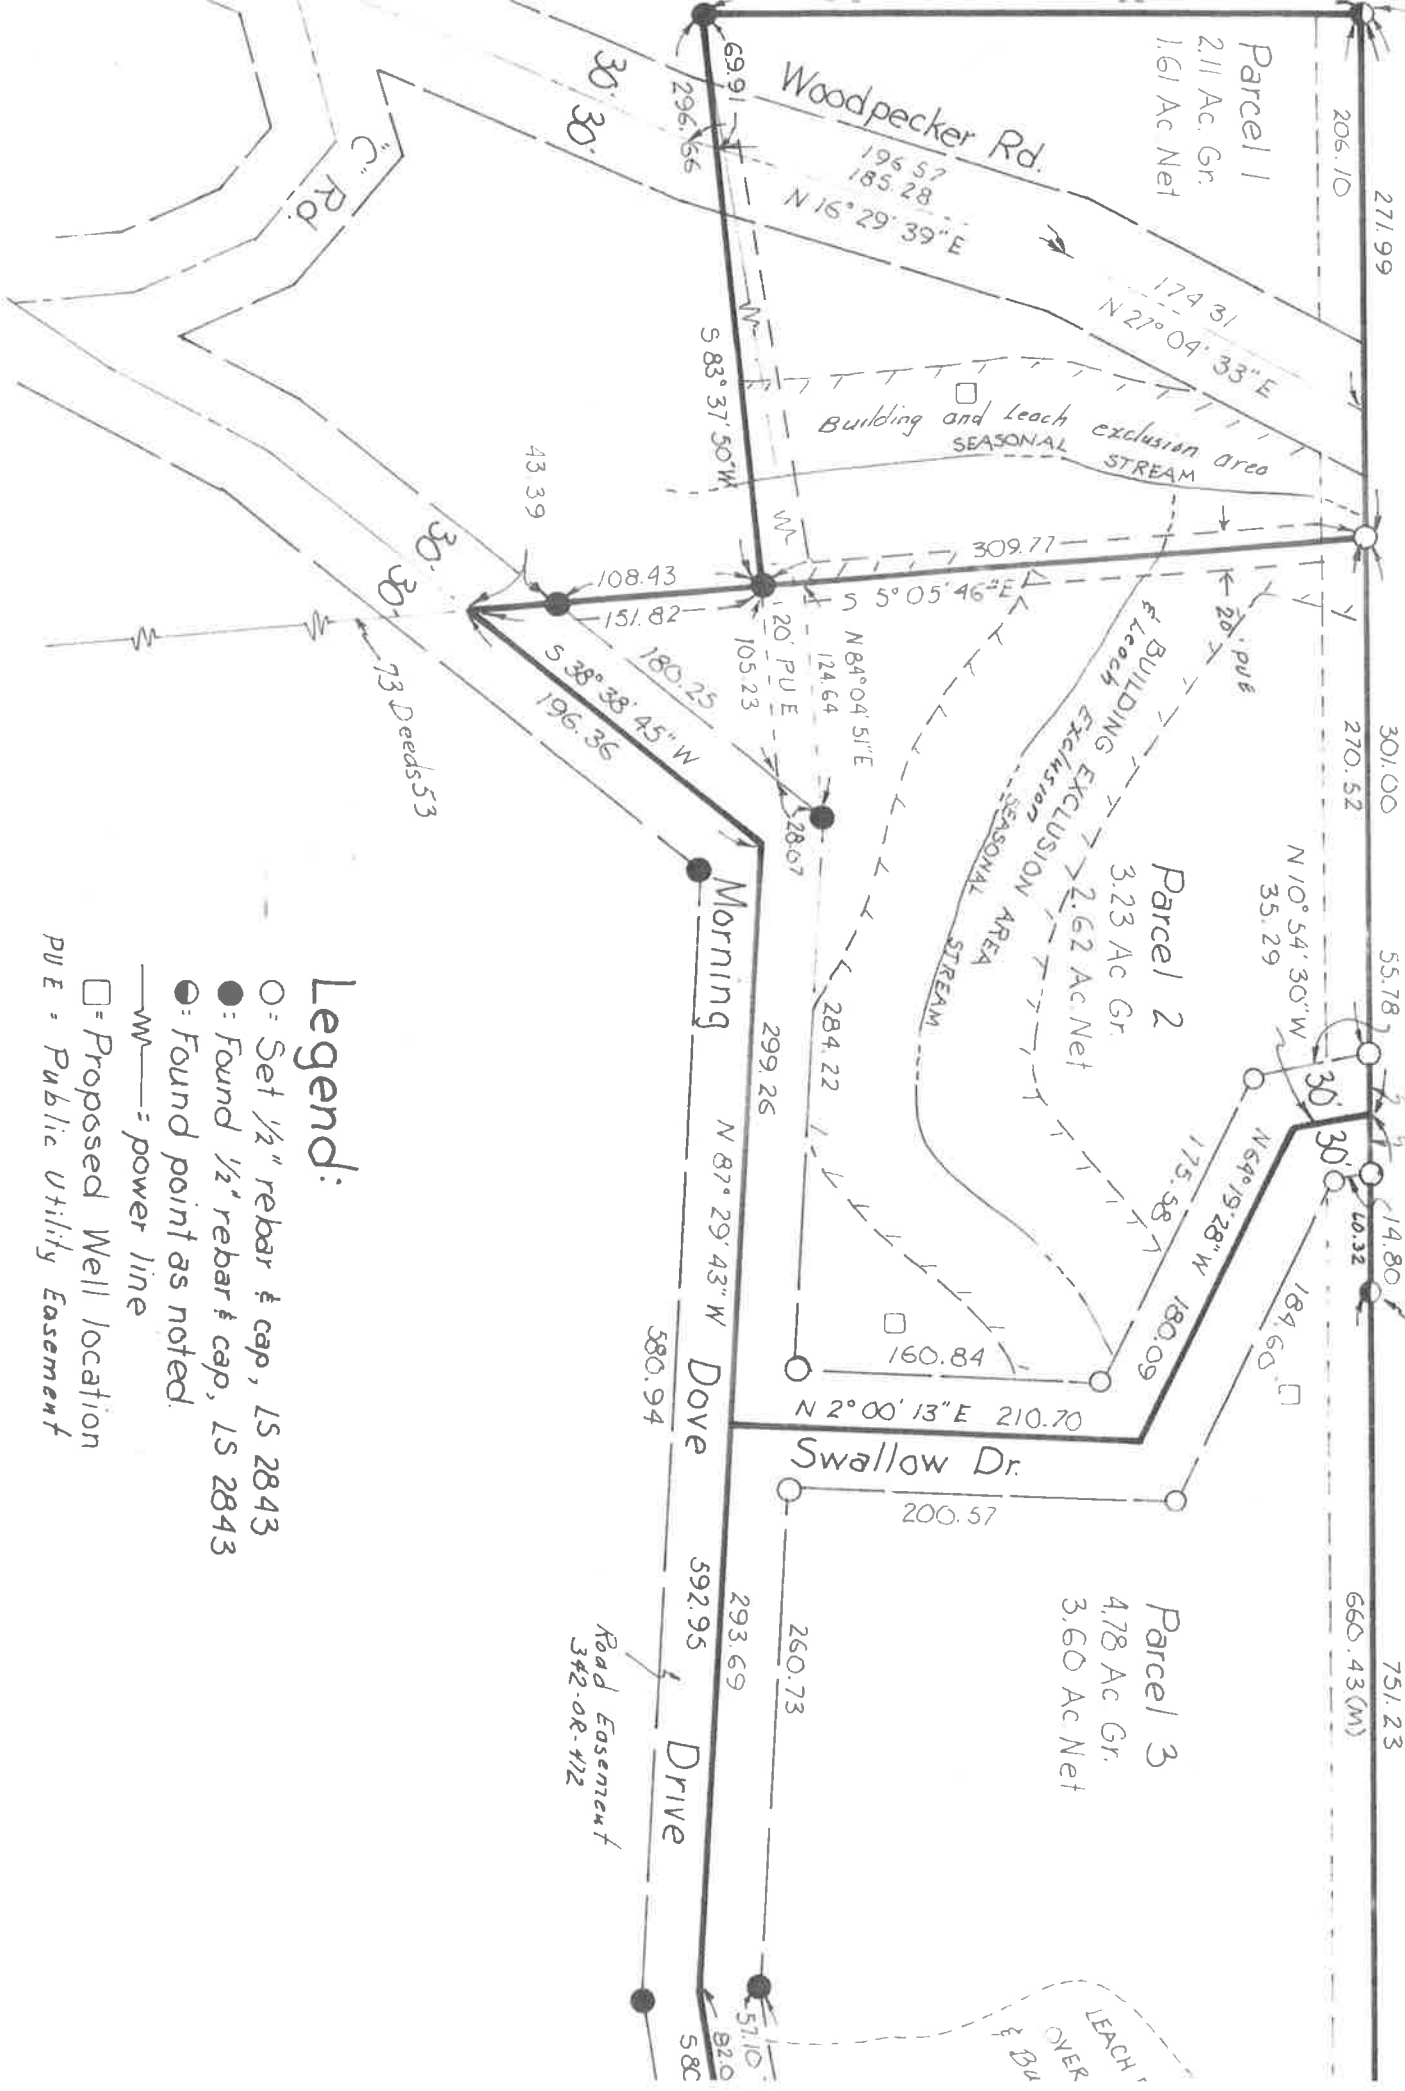 Parcel 1
2.11 Ac. Gr.
1.61 Ac Net
206.10
271.99
Woodpecker Rd.
196.57
185.28
N 16° 29' 39" E
174.31
N 27° 04' 33" E
69.91
296.66
30'
30'
"C" Rd.
S 83° 37' 50" W
Building and Leach exclusion area
SEASONAL STREAM
309.77
S 5° 05' 46" E
43.39
108.43
151.82
30'
30'
73 Deeds 53
S 38° 38' 45" W
196.36
180.25
20' PUE
105.23
N 84° 04' 51" E
124.64
28.07
20' PUE
301.00
270.52
BUILDING EXCLUSION AREA
& Leach Exclusion
SEASONAL STREAM
Parcel 2
3.23 Ac Gr.
2.62 Ac. Net
N 10° 54' 30" W
35.29
55.78
30'
30'
14.80
60.32
175.38
N 64° 19' 28" W 180.09
184.60
284.22
299.26
160.84
N 2° 00' 13" E 210.70
Swallow Dr.
200.57
Morning Dove Drive
N 87° 29' 43" W 592.95
580.94
293.69
260.73
Parcel 3
4.78 Ac Gr.
3.60 Ac. Net
751.23
660.43 (M)
Road Easement
342-OR-412
57.10
82.0
580
LEACH
OVER
& Bu
Legend:
○ = Set 1/2" rebar & cap, LS 2843
● = Found 1/2" rebar & cap, LS 2843
◒ = Found point as noted.
= power line
□ = Proposed Well location
PUE = Public Utility Easement